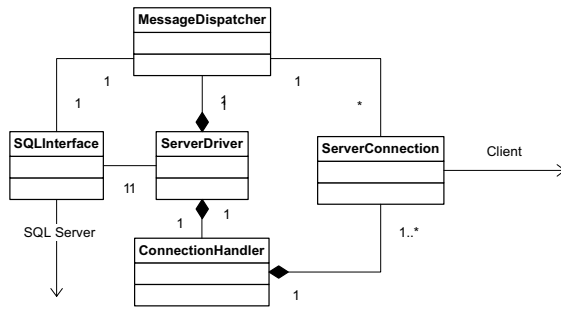 MessageDispatcher
1
1
1
1
1
*
SQLInterface
ServerDriver
ServerConnection
Client
11
SQL Server
1
1
1..*
ConnectionHandler
1